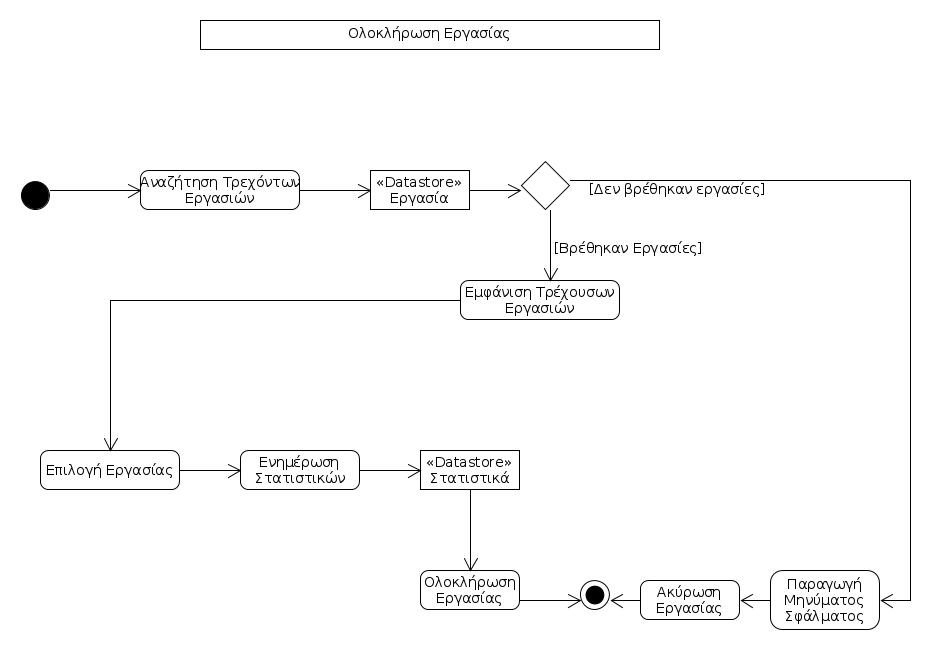 Ολοκλήρωση Εργασίας
Αναζήτηση Τρεχόντων
Εργασιών
«Datastore»
Εργασία
[Δεν βρέθηκαν εργασίες]
[Βρέθηκαν Εργασίες]
Εμφάνιση Τρέχουσων
Εργασιών
Επιλογή Εργασίας
Ενημέρωση
Στατιστικών
«Datastore»
Στατιστικά
Ολοκλήρωση
Εργασίας
Ακύρωση
Εργασίας
Παραγωγή
Μηνύματος
Σφάλματος